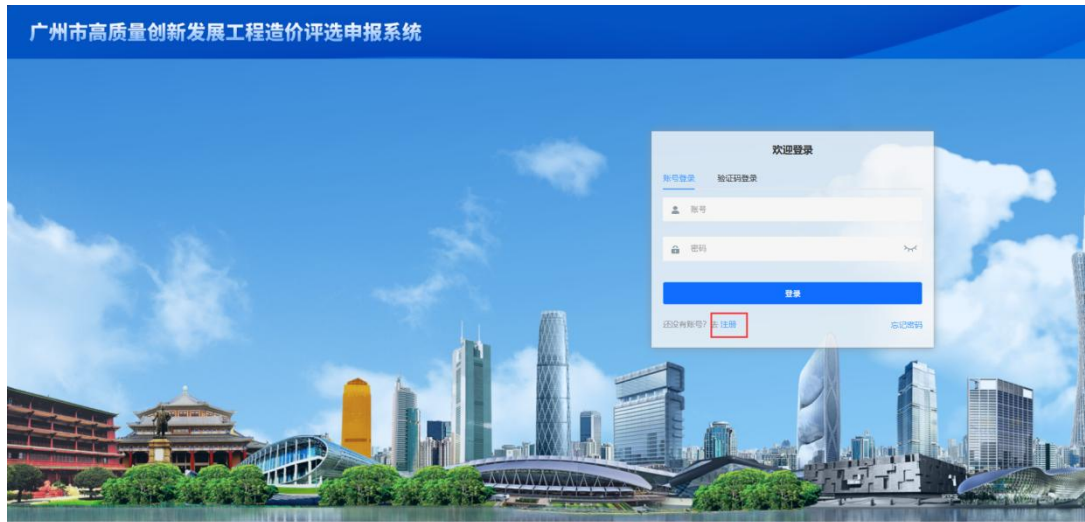 广州市高质量创新发展工程造价评选申报系统
欢迎登录
账号登录 验证码登录
账号
密码
登录
还没有账号? 去 注册 忘记密码